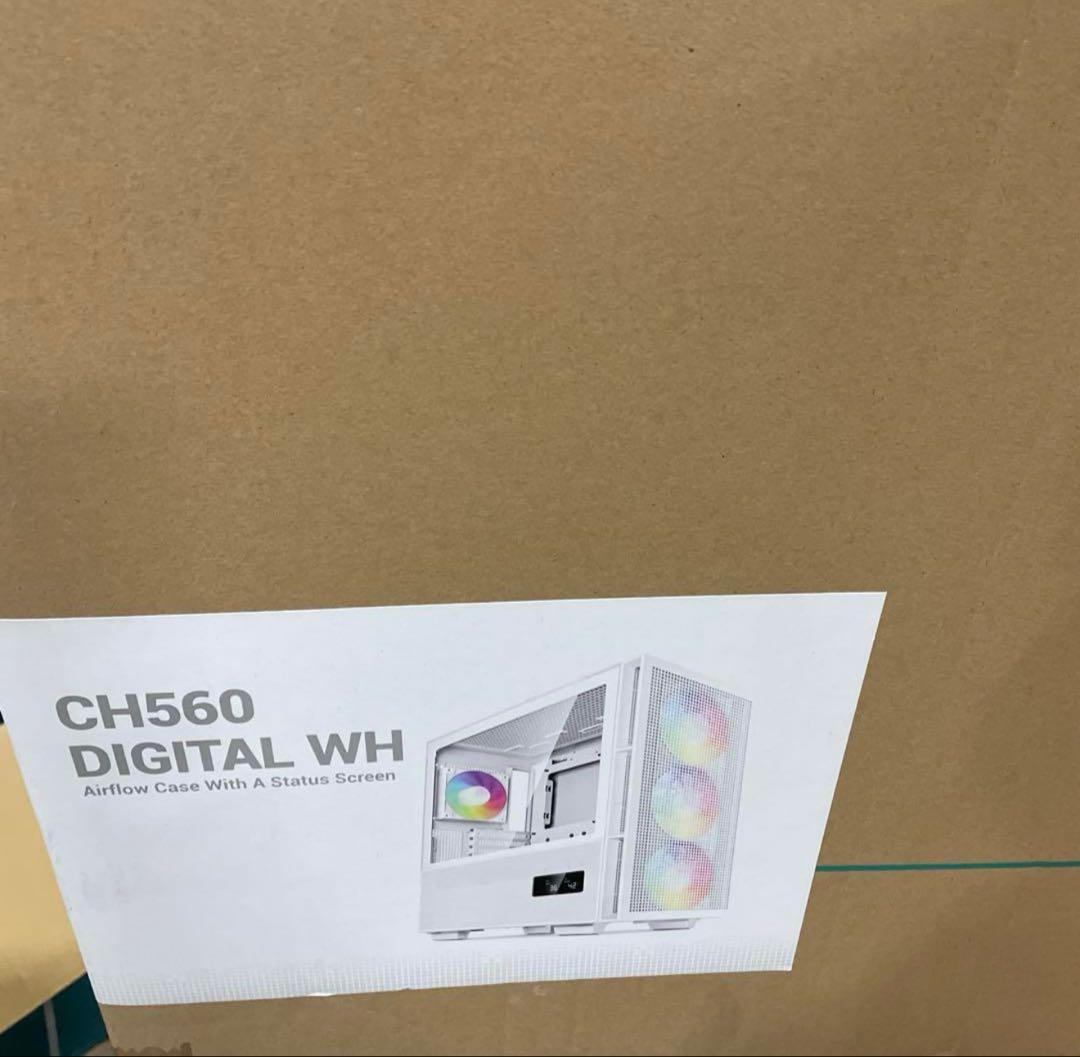 CH560
DIGITAL WH
Airflow Case With A Status Screen